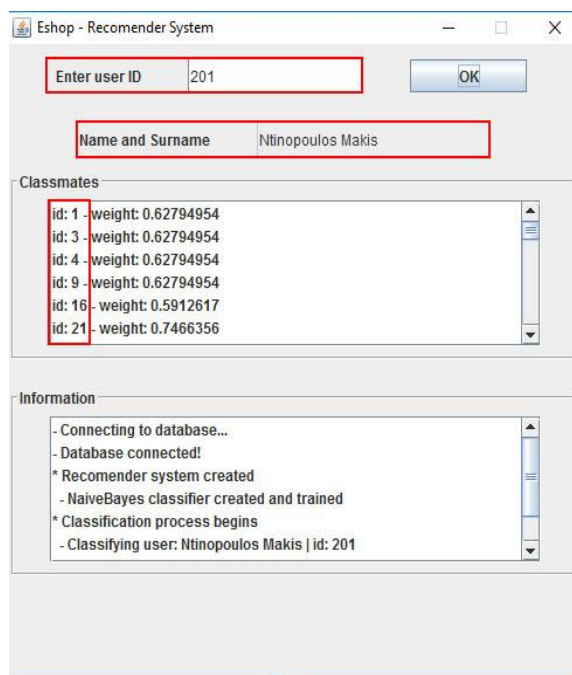 Eshop - Recomender System
Enter user ID 201 OK
Name and Surname Ntinopoulos Makis
Classmates
id: 1 - weight: 0.62794954
id: 3 - weight: 0.62794954
id: 4 - weight: 0.62794954
id: 9 - weight: 0.62794954
id: 16 - weight: 0.5912617
id: 21 - weight: 0.7466356
Information
- Connecting to database...
- Database connected!
* Recomender system created
- NaiveBayes classifier created and trained
* Classification process begins
- Classifying user: Ntinopoulos Makis | id: 201